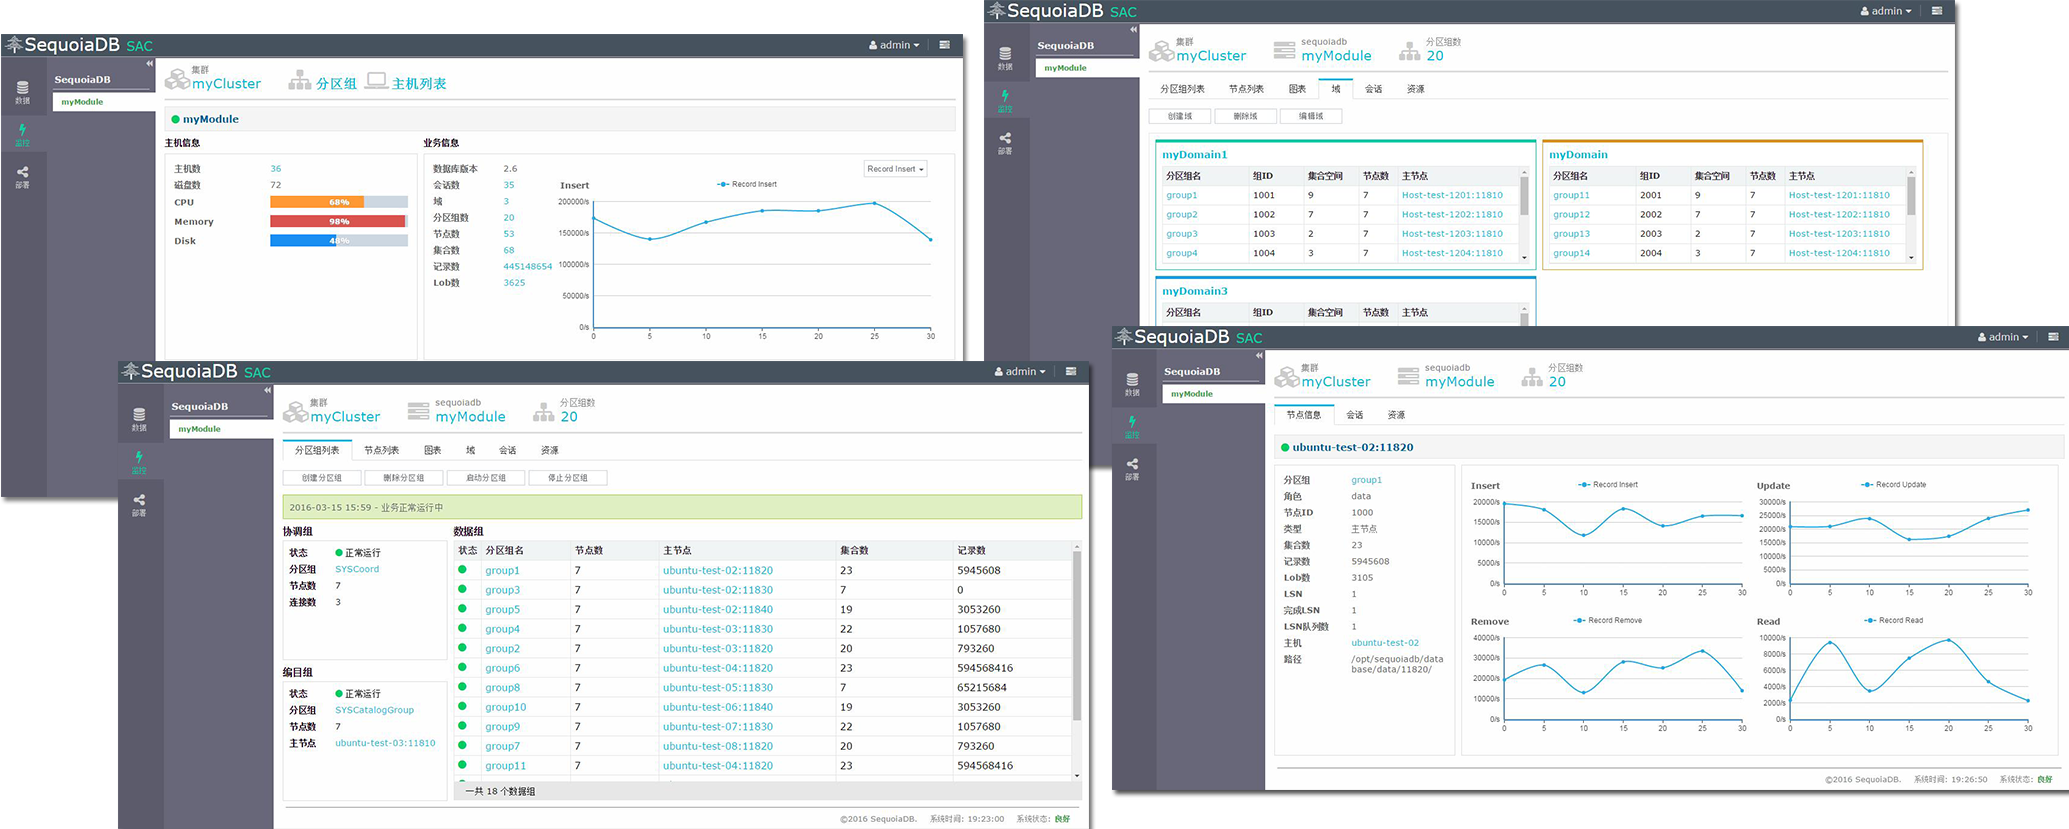 SequoiaDB SAC
admin
SequoiaDB
myModule
数据
监控
部署
集群
myCluster
分区组
主机列表
myModule
主机信息
主机数 36
磁盘数 72
CPU 68%
Memory 98%
Disk 48%
业务信息
数据库版本 2.6
会话数 35
域 3
分区组数 20
节点数 53
集合数 68
记录数 445148654
Lob数 3625
Record Insert
Insert
Record Insert
200000/s
150000/s
100000/s
50000/s
0/s
0 5 10 15 20 25 30
SequoiaDB SAC
admin
SequoiaDB
myModule
数据
监控
部署
集群
myCluster
sequoiadb
myModule
分区组数
20
分区组列表 节点列表 图表 域 会话 资源
创建域 删除域 编辑域
myDomain1
分区组名 组ID 集合空间 节点数 主节点
group1 1001 9 7 Host-test-1201:11810
group2 1002 7 7 Host-test-1202:11810
group3 1003 2 7 Host-test-1203:11810
group4 1004 3 7 Host-test-1204:11810
myDomain
分区组名 组ID 集合空间 节点数 主节点
group11 2001 9 7 Host-test-1201:11810
group12 2002 7 7 Host-test-1202:11810
group13 2003 2 7 Host-test-1203:11810
group14 2004 3 7 Host-test-1204:11810
myDomain3
分区组名 组ID 集合空间 节点数 主节点
SequoiaDB SAC
admin
SequoiaDB
myModule
数据
监控
部署
集群
myCluster
sequoiadb
myModule
分区组数
20
分区组列表 节点列表 图表 域 会话 资源
创建分区组 删除分区组 启动分区组 停止分区组
2016-03-15 15:59 - 业务正常运行中
协调组
状态 正常运行
分区组 SYSCoord
节点数 7
连接数 3
编目组
状态 正常运行
分区组 SYSCatalogGroup
节点数 7
主节点 ubuntu-test-03:11810
数据组
状态 分区组名 节点数 主节点 集合数 记录数
group1 7 ubuntu-test-02:11820 23 5945608
group3 7 ubuntu-test-02:11830 7 0
group5 7 ubuntu-test-02:11840 19 3053260
group4 7 ubuntu-test-03:11830 22 1057680
group2 7 ubuntu-test-03:11820 20 793260
group6 7 ubuntu-test-04:11820 23 594568416
group8 7 ubuntu-test-05:11830 7 65215684
group10 7 ubuntu-test-06:11840 19 3053260
group9 7 ubuntu-test-07:11830 22 1057680
group7 7 ubuntu-test-08:11820 20 793260
group11 7 ubuntu-test-04:11820 23 594568416
一共 18 个数据组
©2016 SequoiaDB. 系统时间: 19:23:00 系统状态: 良好
SequoiaDB SAC
admin
SequoiaDB
myModule
数据
监控
部署
集群
myCluster
sequoiadb
myModule
分区组数
20
节点信息 会话 资源
ubuntu-test-02:11820
分区组 group1
角色 data
节点ID 1000
类型 主节点
集合数 23
记录数 5945608
Lob数 3105
LSN 1
完成LSN 1
LSN队列数 1
主机 ubuntu-test-02
路径 /opt/sequoiadb/data
base/data/11820/
Insert
Record Insert
20000/s
15000/s
10000/s
0/s
0 5 10 15 20 25 30
Update
Record Update
30000/s
25000/s
20000/s
15000/s
10000/s
5000/s
0/s
0 5 10 15 20 25 30
Remove
Record Remove
40000/s
30000/s
20000/s
10000/s
0/s
0 5 10 15 20 25 30
Read
Record Read
10000/s
8000/s
6000/s
4000/s
2000/s
0/s
0 5 10 15 20 25 30
©2016 SequoiaDB. 系统时间: 19:26:50 系统状态: 良好